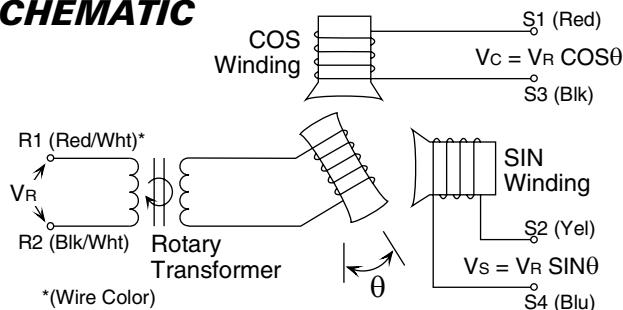 CHEMATIC
COS
Winding
S1 (Red)
VC = VR COSθ
S3 (Blk)
R1 (Red/Wht)*
VR
R2 (Blk/Wht)
Rotary
Transformer
*(Wire Color)
θ
SIN
Winding
S2 (Yel)
VS = VR SINθ
S4 (Blu)